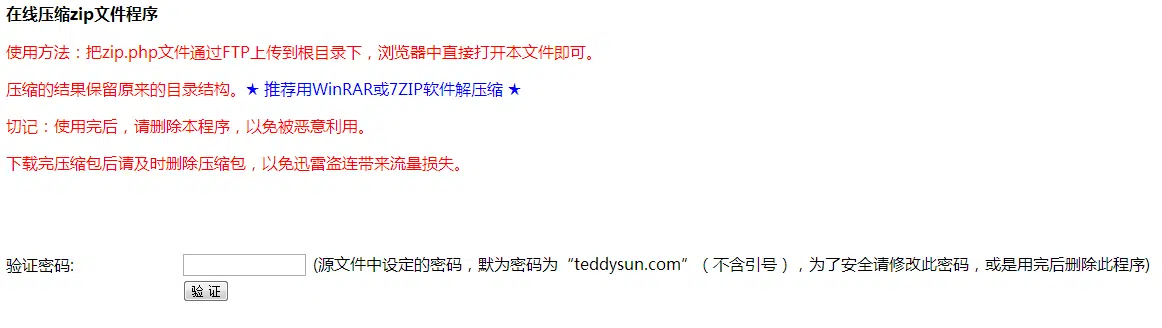 在线压缩zip文件程序
使用方法：把zip.php文件通过FTP上传到根目录下，浏览器中直接打开本文件即可。
压缩的结果保留原来的目录结构。★ 推荐用WinRAR或7ZIP软件解压缩 ★
切记：使用完后，请删除本程序，以免被恶意利用。
下载完压缩包后请及时删除压缩包，以免迅雷盗连带来流量损失。
验证密码: (源文件中设定的密码，默为密码为“teddysun.com”（不含引号），为了安全请修改此密码，或是用完后删除此程序)
验 证